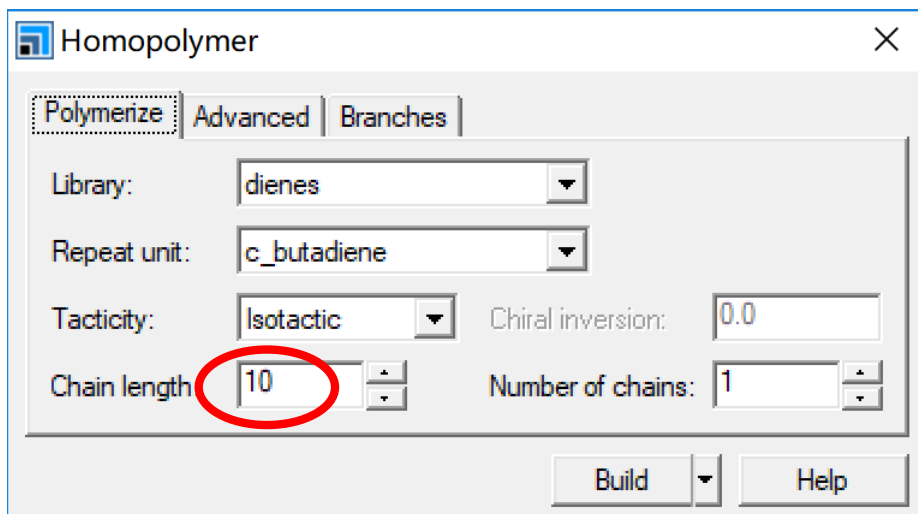 Homopolymer
Polymerize Advanced Branches
Library: dienes
Repeat unit: c_butadiene
Tacticity: Isotactic Chiral inversion: 0.0
Chain length 10 Number of chains: 1
Build Help